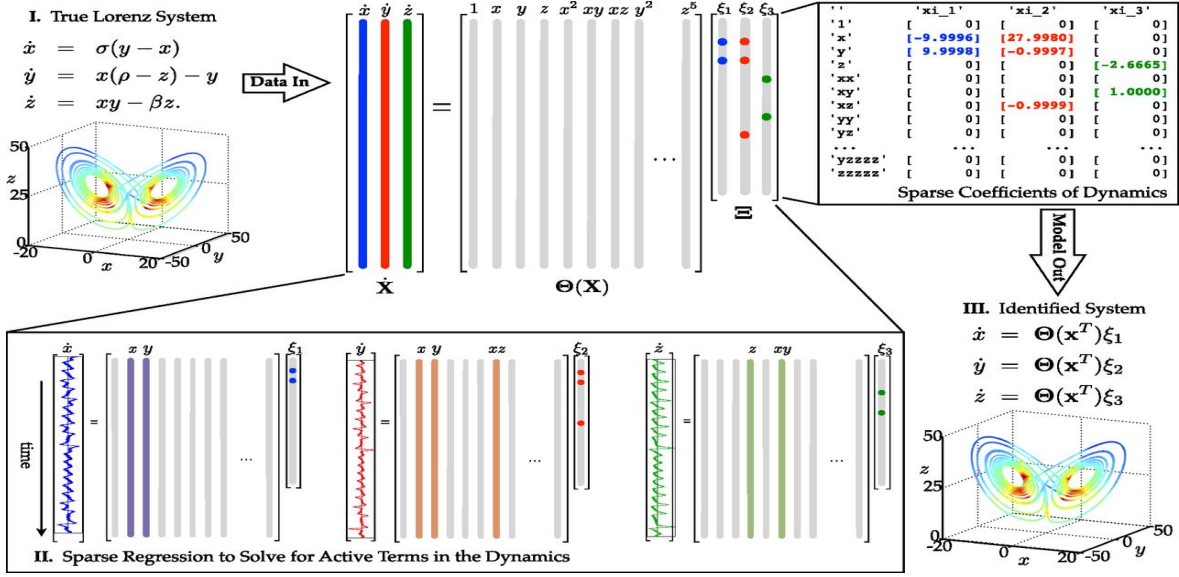 I. True Lorenz System
ẋ = σ(y − x)
ẏ = x(ρ − z) − y
ż = xy − βz.
Data In
50
z
25
0
-20
0
x
20
-50
0
y
50
ẋ ẏ ż
=
1 x y z x² xy xz y² z⁵
...
ξ₁ ξ₂ ξ₃
Ẋ
Θ(X)
Ξ
' ' 'xi_1' 'xi_2' 'xi_3'
'1' [ 0] [ 0] [ 0]
'x' [-9.9996] [27.9980] [ 0]
'y' [ 9.9998] [-0.9997] [ 0]
'z' [ 0] [ 0] [-2.6665]
'xx' [ 0] [ 0] [ 0]
'xy' [ 0] [ 0] [ 1.0000]
'xz' [ 0] [-0.9999] [ 0]
'yy' [ 0] [ 0] [ 0]
'yz' [ 0] [ 0] [ 0]
... ... ... ...
'yzzzz' [ 0] [ 0] [ 0]
'zzzzz' [ 0] [ 0] [ 0]
Sparse Coefficients of Dynamics
Model Out
III. Identified System
ẋ = Θ(xᵀ)ξ₁
ẏ = Θ(xᵀ)ξ₂
ż = Θ(xᵀ)ξ₃
50
z
25
0
-20
0
x
20
-50
0
y
50
time
ẋ
=
x y
...
ξ₁
ẏ
=
x y xz
...
ξ₂
ż
=
z xy
...
ξ₃
II. Sparse Regression to Solve for Active Terms in the Dynamics